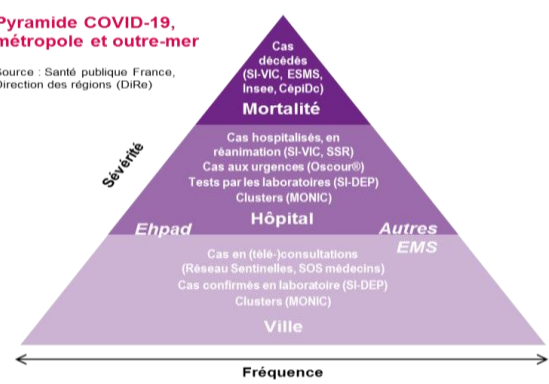 Pyramide COVID-19,
métropole et outre-mer
Source : Santé publique France,
Direction des régions (DiRe)
Cas
décédés
(SI-VIC, ESMS,
Insee, CépiDc)
Mortalité
Sévérité
Cas hospitalisés, en
réanimation (SI-VIC, SSR)
Cas aux urgences (Oscour®)
Tests par les laboratoires (SI-DEP)
Clusters (MONIC)
Hôpital
Ehpad
Autres
EMS
Cas en (télé-)consultations
(Réseau Sentinelles, SOS médecins)
Cas confirmés en laboratoire (SI-DEP)
Clusters (MONIC)
Ville
Fréquence